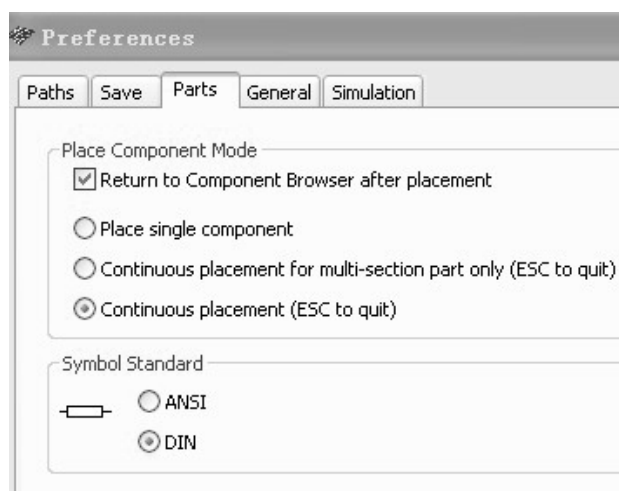 Preferences
Paths Save Parts General Simulation
Place Component Mode
Return to Component Browser after placement
Place single component
Continuous placement for multi-section part only (ESC to quit)
Continuous placement (ESC to quit)
Symbol Standard
ANSI
DIN